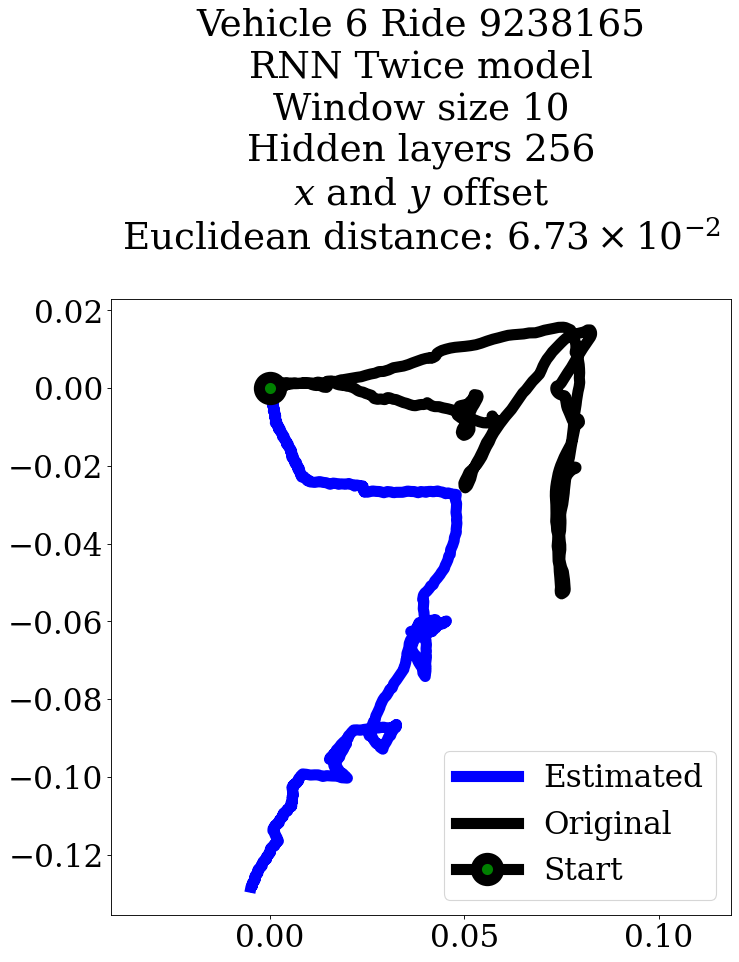 Vehicle 6 Ride 9238165
RNN Twice model
Window size 10
Hidden layers 256
x and y offset
Euclidean distance: 6.73 × 10⁻²
0.02
0.00
−0.02
−0.04
−0.06
−0.08
−0.10
−0.12
Estimated
Original
Start
0.00 0.05 0.10